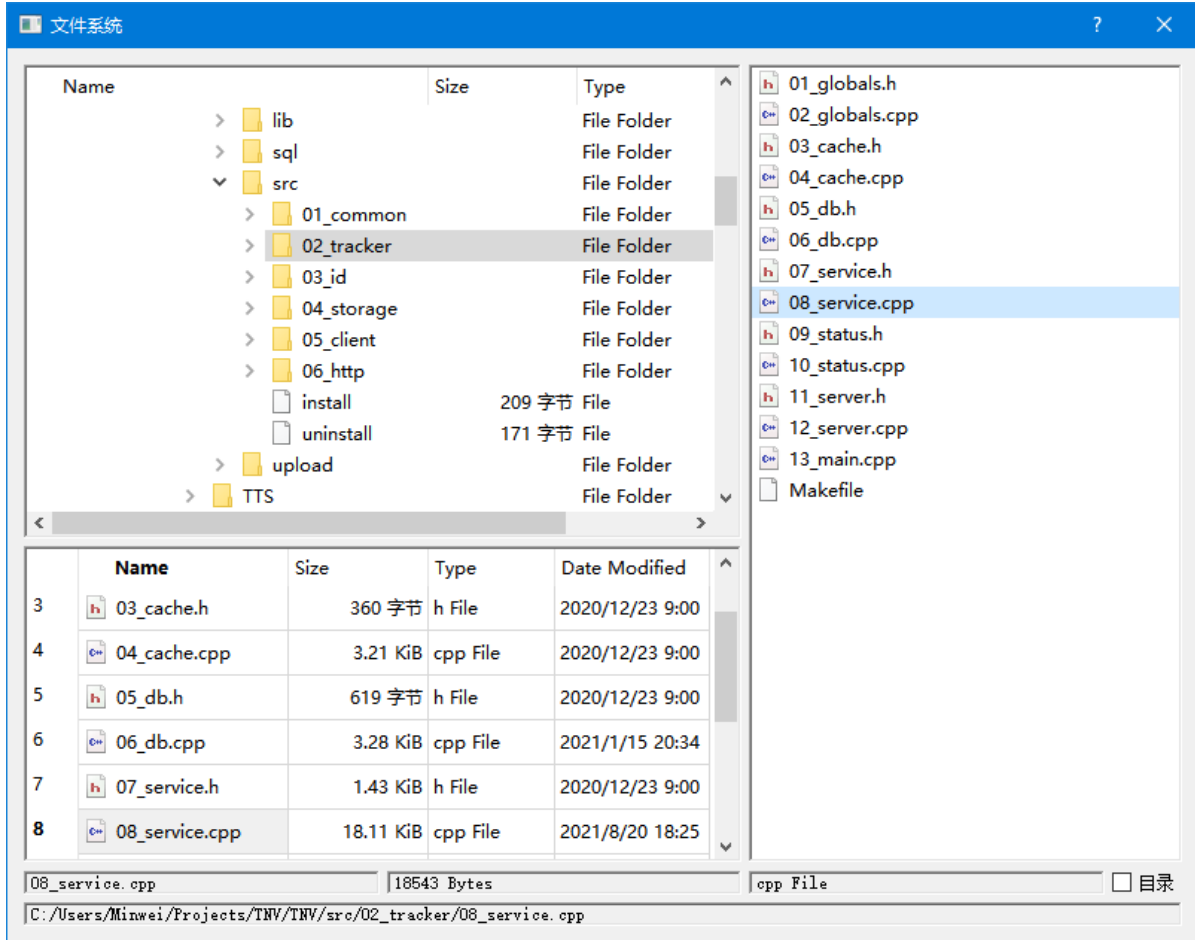 文件系统 ?
Name Size Type
lib File Folder
sql File Folder
src File Folder
01_common File Folder
02_tracker File Folder
03_id File Folder
04_storage File Folder
05_client File Folder
06_http File Folder
install 209 字节 File
uninstall 171 字节 File
upload File Folder
TTS File Folder
01_globals.h
02_globals.cpp
03_cache.h
04_cache.cpp
05_db.h
06_db.cpp
07_service.h
08_service.cpp
09_status.h
10_status.cpp
11_server.h
12_server.cpp
13_main.cpp
Makefile
Name Size Type Date Modified
3 03_cache.h 360 字节 h File 2020/12/23 9:00
4 04_cache.cpp 3.21 KiB cpp File 2020/12/23 9:00
5 05_db.h 619 字节 h File 2020/12/23 9:00
6 06_db.cpp 3.28 KiB cpp File 2021/1/15 20:34
7 07_service.h 1.43 KiB h File 2020/12/23 9:00
8 08_service.cpp 18.11 KiB cpp File 2021/8/20 18:25
08_service.cpp 18543 Bytes cpp File 目录
C:/Users/Minwei/Projects/TNV/TNV/src/02_tracker/08_service.cpp